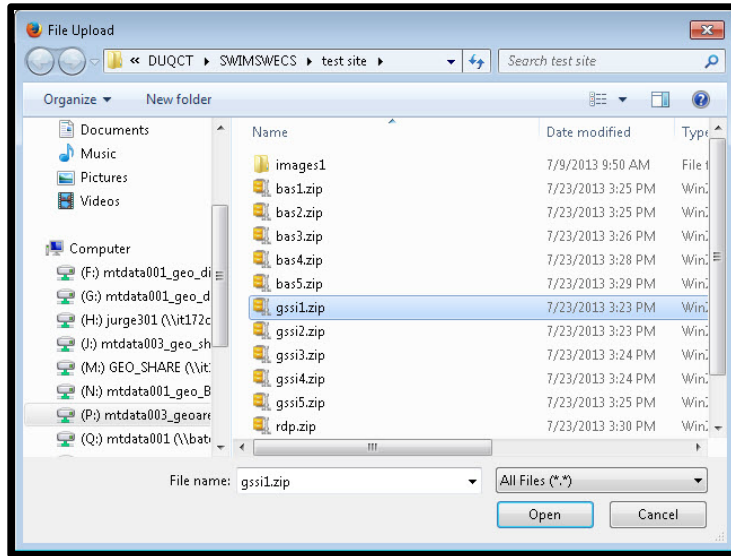 File Upload
« DUQCT ▸ SWIMSWECS ▸ test site ▸
Search test site
Organize New folder
Documents
Music
Pictures
Videos
Computer
(F:) mtdata001_geo_di
(G:) mtdata001_geo_d
(H:) jurge301 (\\it172c
(J:) mtdata003_geo_sh
(M:) GEO_SHARE (\\it:
(N:) mtdata001_geo_B
(P:) mtdata003_geoare
(Q:) mtdata001 (\\bat
Name Date modified Type
images1 7/9/2013 9:50 AM File f
bas1.zip 7/23/2013 3:25 PM Win
bas2.zip 7/23/2013 3:25 PM Win
bas3.zip 7/23/2013 3:26 PM Win
bas4.zip 7/23/2013 3:28 PM Win
bas5.zip 7/23/2013 3:29 PM Win
gssi1.zip 7/23/2013 3:23 PM Win
gssi2.zip 7/23/2013 3:23 PM Win
gssi3.zip 7/23/2013 3:24 PM Win
gssi4.zip 7/23/2013 3:24 PM Win
gssi5.zip 7/23/2013 3:25 PM Win
rdp.zip 7/23/2013 3:30 PM Win
File name: gssi1.zip All Files (*.*)
Open Cancel